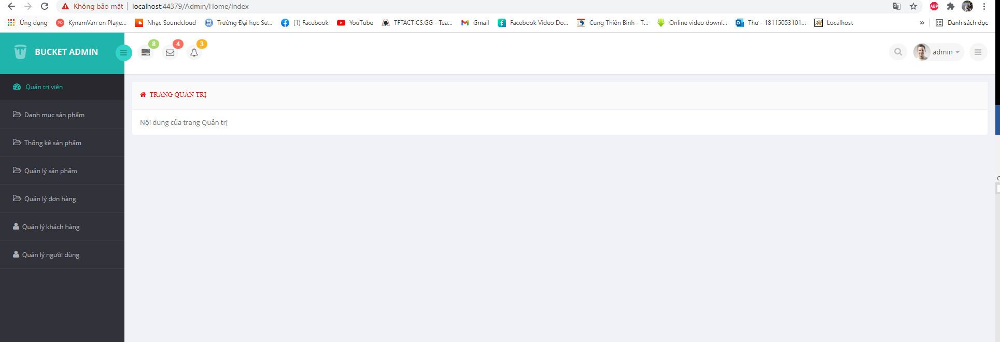 Không bảo mật localhost:44379/Admin/Home/Index ABP
Ứng dụng PD KynamVan on Playe... Nhạc Soundcloud Trường Đại học Sư... (1) Facebook YouTube TFTACTICS.GG - Tea... Gmail Facebook Video Do... Cung Thiên Bình - T... Online video downl... Thư - 18115053101... Localhost » Danh sách đọc
BUCKET ADMIN 8 4 3 admin
Quản trị viên
TRANG QUẢN TRỊ
Danh mục sản phẩm
Nội dung của trang Quản trị
Thống kê sản phẩm
Quản lý sản phẩm
Quản lý đơn hàng
Quản lý khách hàng
Quản lý người dùng